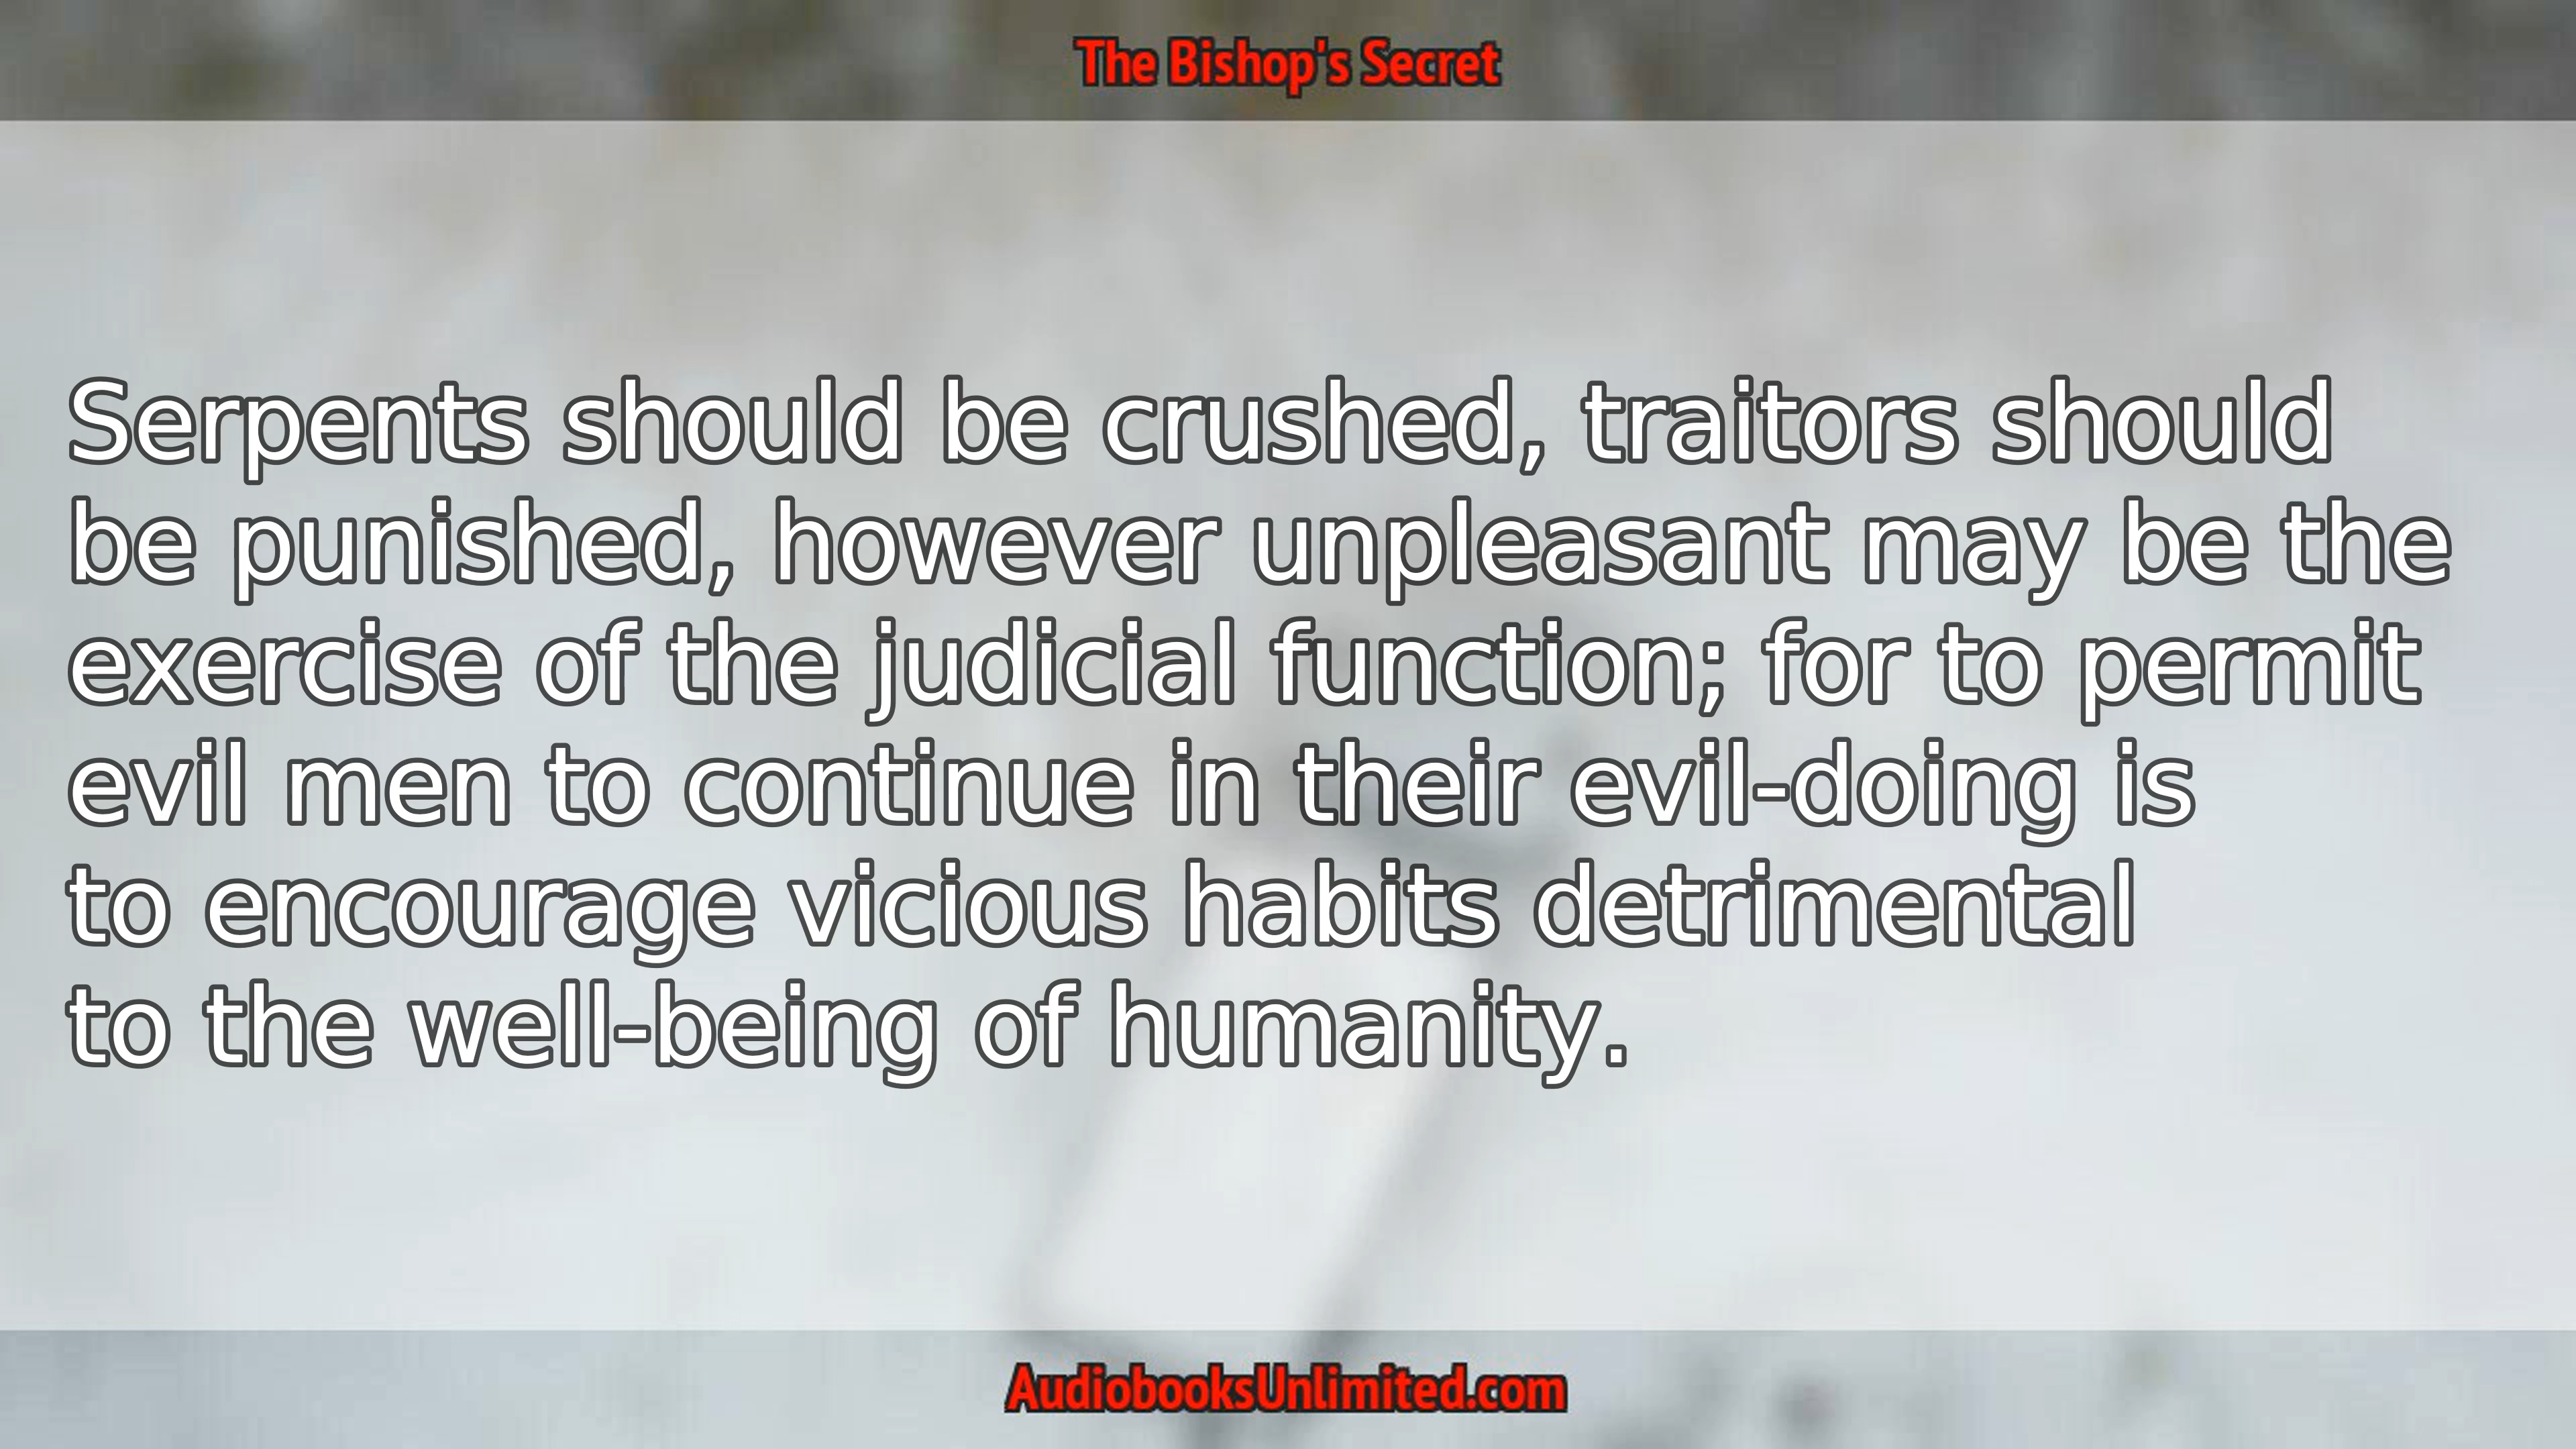 The Bishop's Secret
Serpents should be crushed, traitors should
be punished, however unpleasant may be the
exercise of the judicial function; for to permit
evil men to continue in their evil-doing is
to encourage vicious habits detrimental
to the well-being of humanity.
AudiobooksUnlimited.com